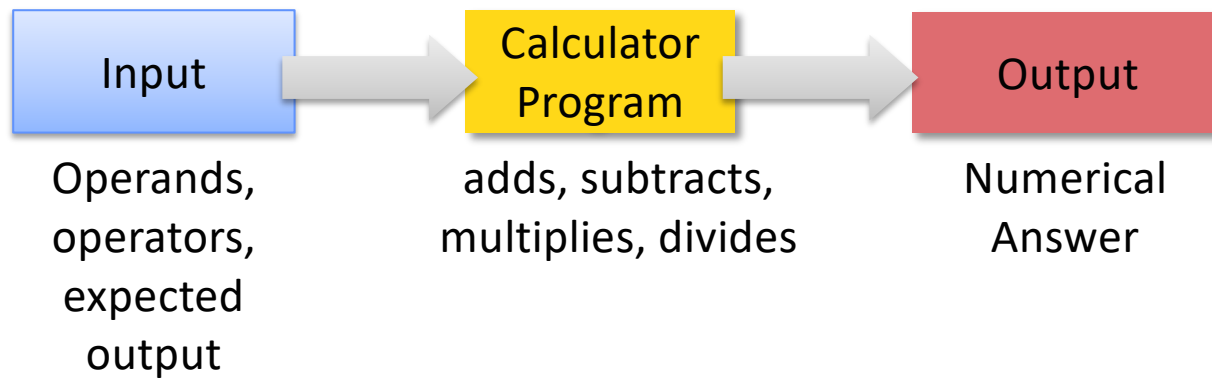 Input
Operands,
operators,
expected
output
Calculator
Program
adds, subtracts,
multiplies, divides
Output
Numerical
Answer